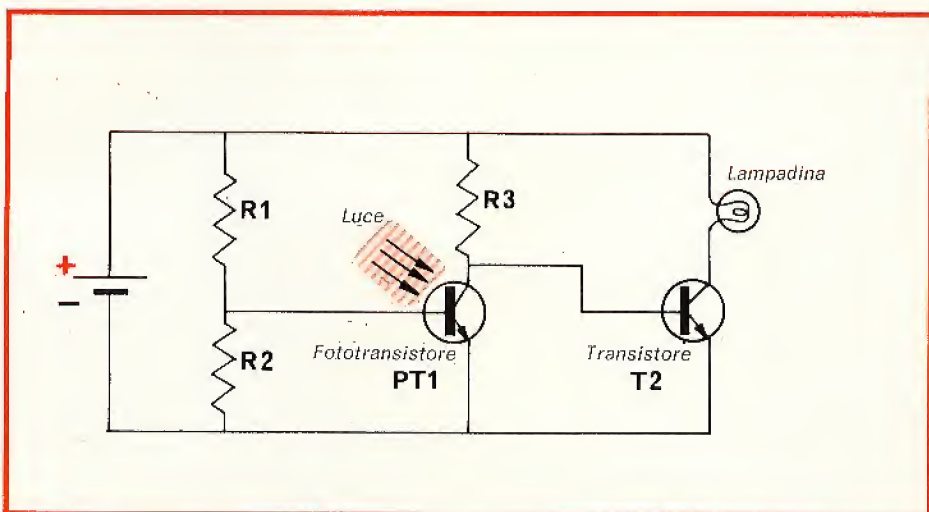 Lampadina
R1
R3
Luce
+
-
R2
Fototransistore
PT1
Transistore
T2